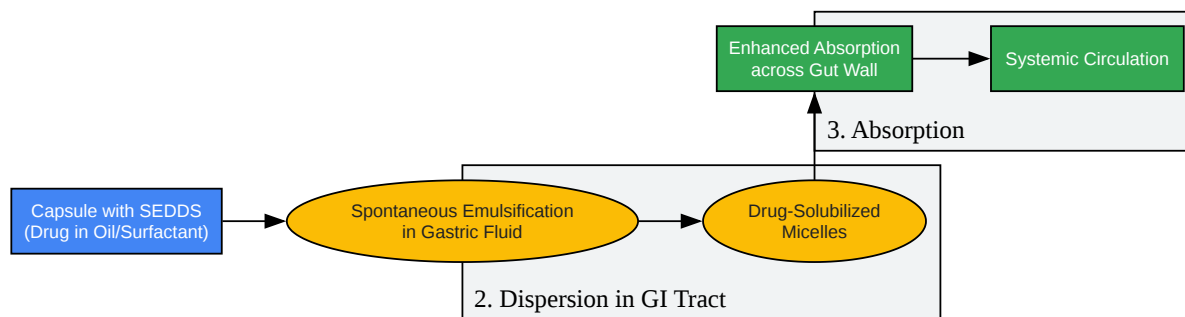 Enhanced Absorption
across Gut Wall
Systemic Circulation
3. Absorption
Capsule with SEDDS
(Drug in Oil/Surfactant)
Spontaneous Emulsification
in Gastric Fluid
Drug-Solubilized
Micelles
2. Dispersion in GI Tract